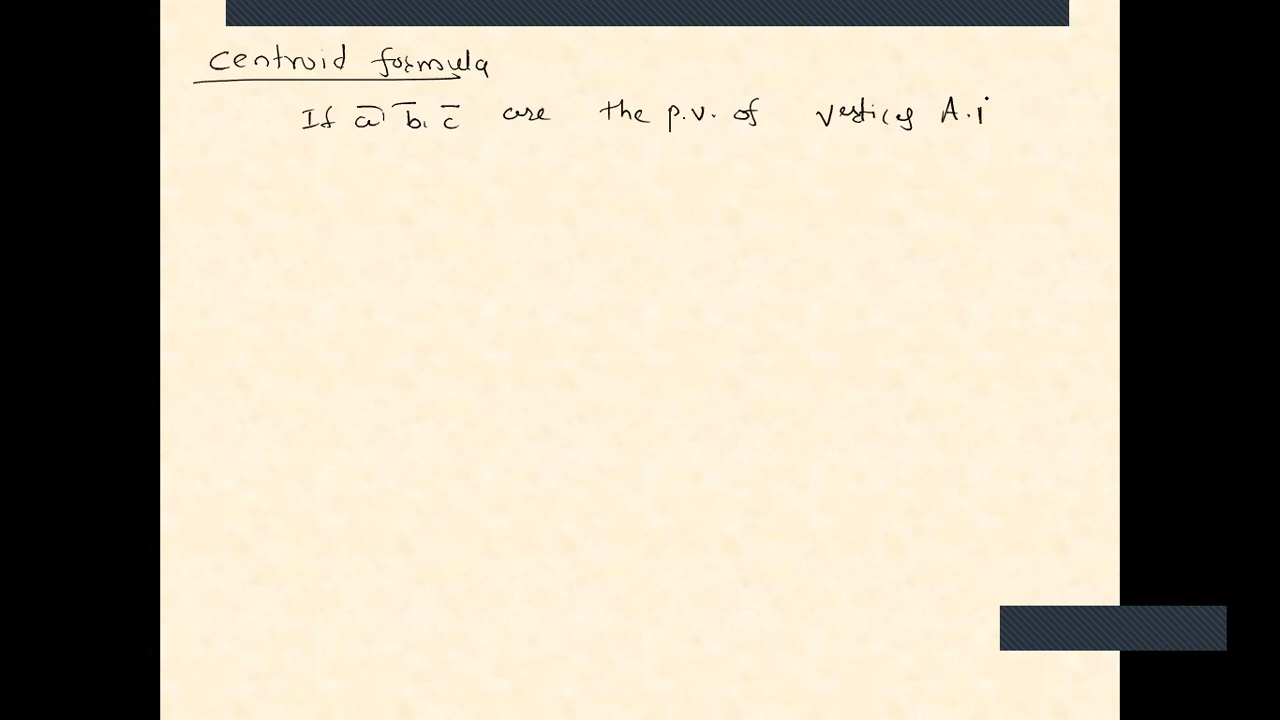 Centroid formula
If a̅, b̅, c̅ are the p.v. of vertices A.